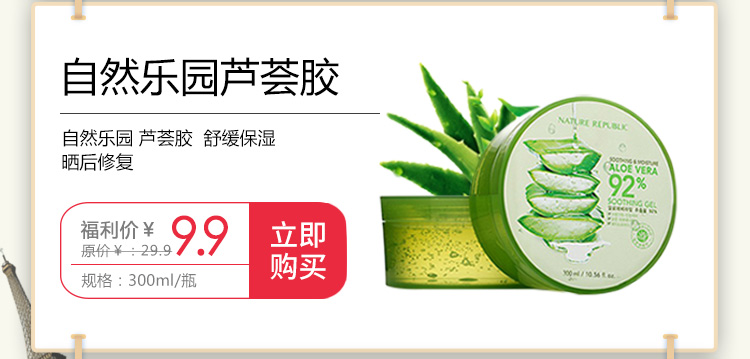 自然乐园芦荟胶
自然乐园 芦荟胶 舒缓保湿
晒后修复
福利价￥9.9
原价￥：29.9
规格：300ml/瓶
立即
购买
NATURE REPUBLIC
SOOTHING & MOISTURE
ALOE VERA
92%
SOOTHING GEL
300 ml / 10.56 fl. oz